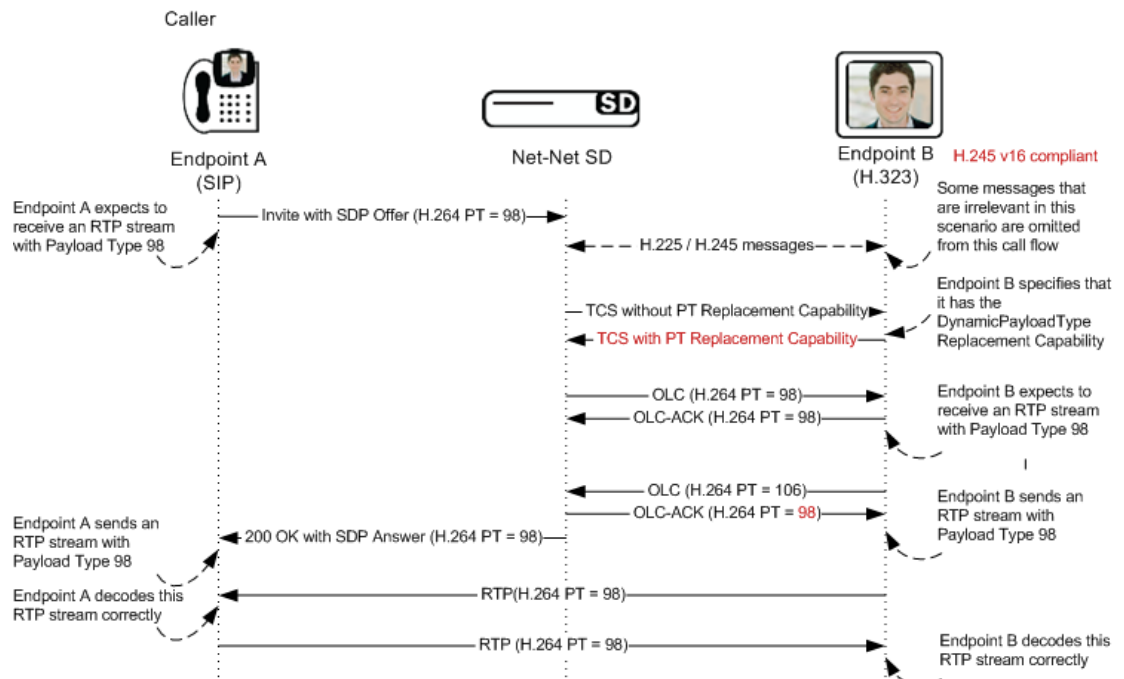 Caller
SD
Endpoint A
(SIP)
Net-Net SD
Endpoint B
(H.323)
H.245 v16 compliant
Some messages that
are irrelevant in this
scenario are omitted
from this call flow
Endpoint A expects to
receive an RTP stream
with Payload Type 98
Invite with SDP Offer (H.264 PT = 98)
H.225 / H.245 messages
Endpoint B specifies that
it has the
DynamicPayloadType
Replacement Capability
TCS without PT Replacement Capability
TCS with PT Replacement Capability
OLC (H.264 PT = 98)
OLC-ACK (H.264 PT = 98)
Endpoint B expects to
receive an RTP stream
with Payload Type 98
OLC (H.264 PT = 106)
OLC-ACK (H.264 PT = 98)
Endpoint B sends an
RTP stream with
Payload Type 98
Endpoint A sends an
RTP stream with
Payload Type 98
200 OK with SDP Answer (H.264 PT = 98)
Endpoint A decodes this
RTP stream correctly
RTP(H.264 PT = 98)
RTP (H.264 PT = 98)
Endpoint B decodes this
RTP stream correctly